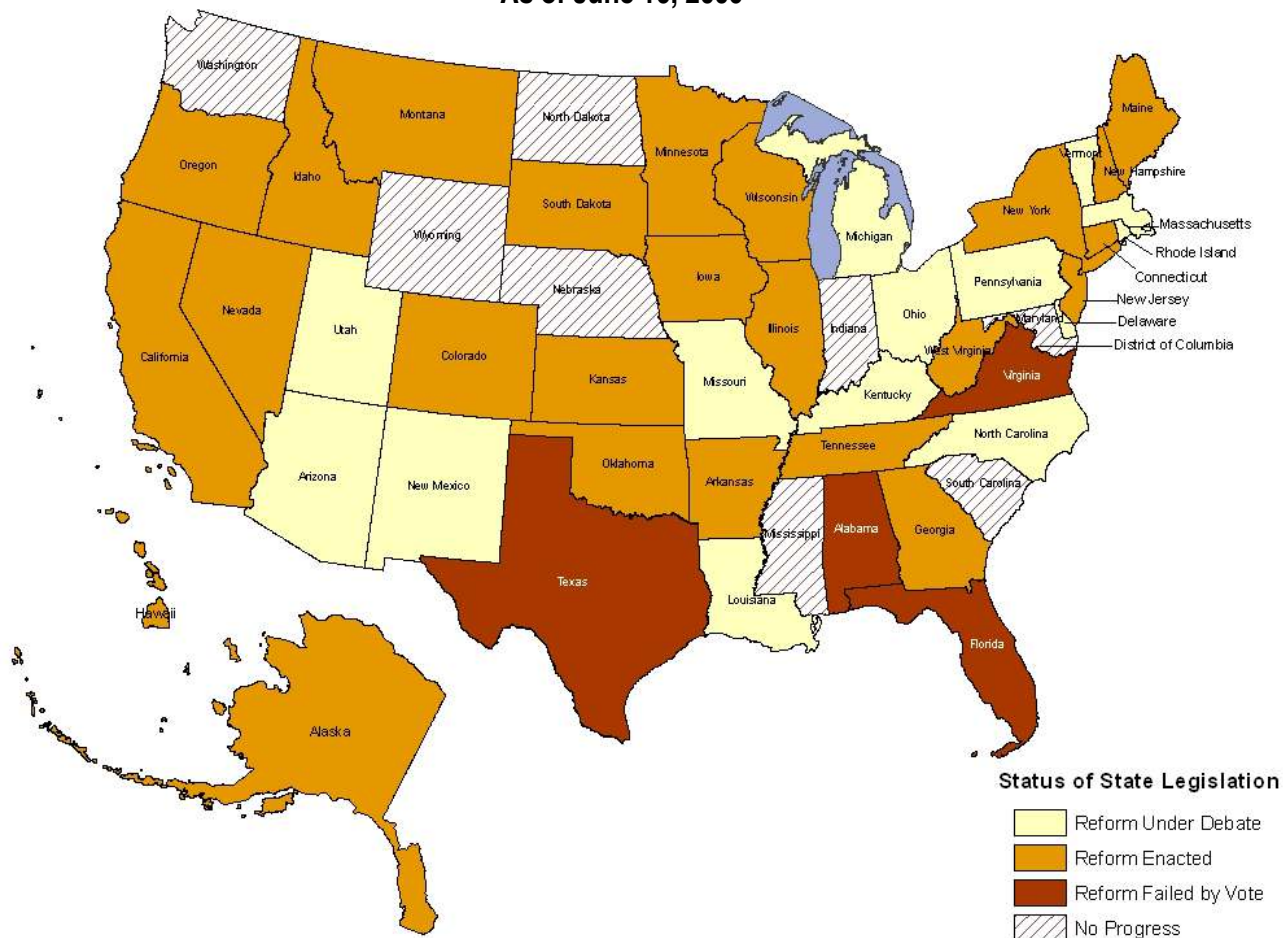 Washington
Montana
North Dakota
Minnesota
Maine
Vermont
New Hampshire
Oregon
Idaho
South Dakota
Wisconsin
New York
Massachusetts
Wyoming
Michigan
Rhode Island
Connecticut
Iowa
Pennsylvania
Nebraska
New Jersey
Nevada
Utah
Illinois
Indiana
Ohio
Maryland
Delaware
District of Columbia
California
Colorado
Kansas
Missouri
West Virginia
Virginia
Kentucky
North Carolina
Tennessee
Arizona
New Mexico
Oklahoma
Arkansas
South Carolina
Mississippi
Alabama
Georgia
Texas
Louisiana
Hawaii
Florida
Alaska
Status of State Legislation
Reform Under Debate
Reform Enacted
Reform Failed by Vote
No Progress